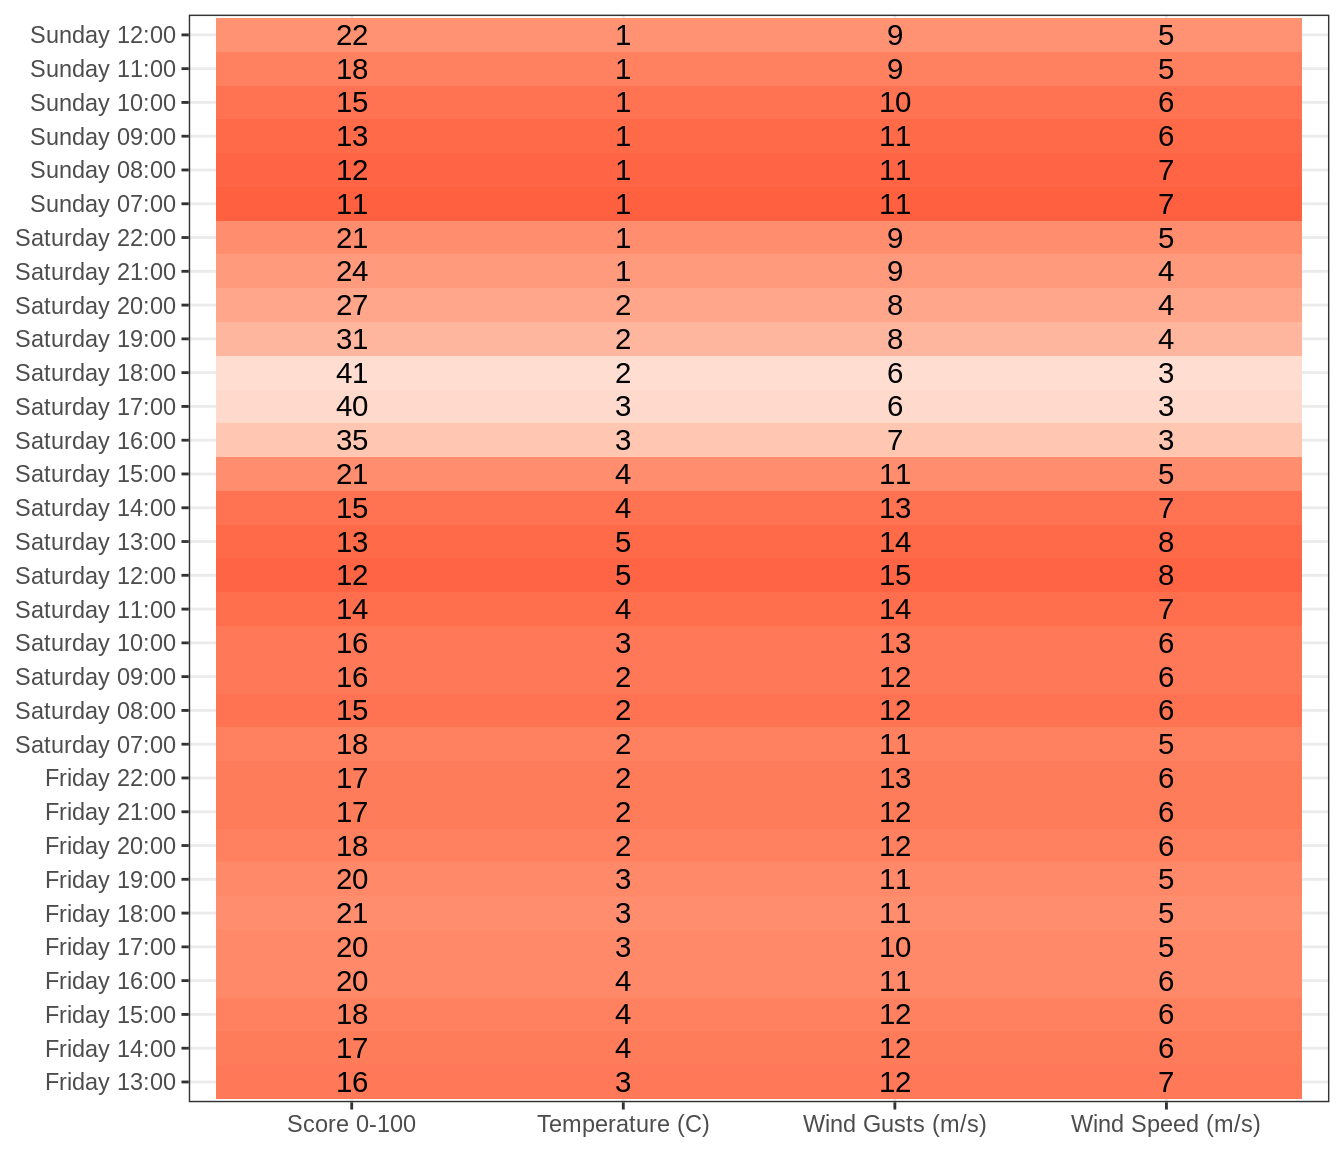 Sunday 12:00 22 1 9 5
Sunday 11:00 18 1 9 5
Sunday 10:00 15 1 10 6
Sunday 09:00 13 1 11 6
Sunday 08:00 12 1 11 7
Sunday 07:00 11 1 11 7
Saturday 22:00 21 1 9 5
Saturday 21:00 24 1 9 4
Saturday 20:00 27 2 8 4
Saturday 19:00 31 2 8 4
Saturday 18:00 41 2 6 3
Saturday 17:00 40 3 6 3
Saturday 16:00 35 3 7 3
Saturday 15:00 21 4 11 5
Saturday 14:00 15 4 13 7
Saturday 13:00 13 5 14 8
Saturday 12:00 12 5 15 8
Saturday 11:00 14 4 14 7
Saturday 10:00 16 3 13 6
Saturday 09:00 16 2 12 6
Saturday 08:00 15 2 12 6
Saturday 07:00 18 2 11 5
Friday 22:00 17 2 13 6
Friday 21:00 17 2 12 6
Friday 20:00 18 2 12 6
Friday 19:00 20 3 11 5
Friday 18:00 21 3 11 5
Friday 17:00 20 3 10 5
Friday 16:00 20 4 11 6
Friday 15:00 18 4 12 6
Friday 14:00 17 4 12 6
Friday 13:00 16 3 12 7
Score 0-100 Temperature (C) Wind Gusts (m/s) Wind Speed (m/s)